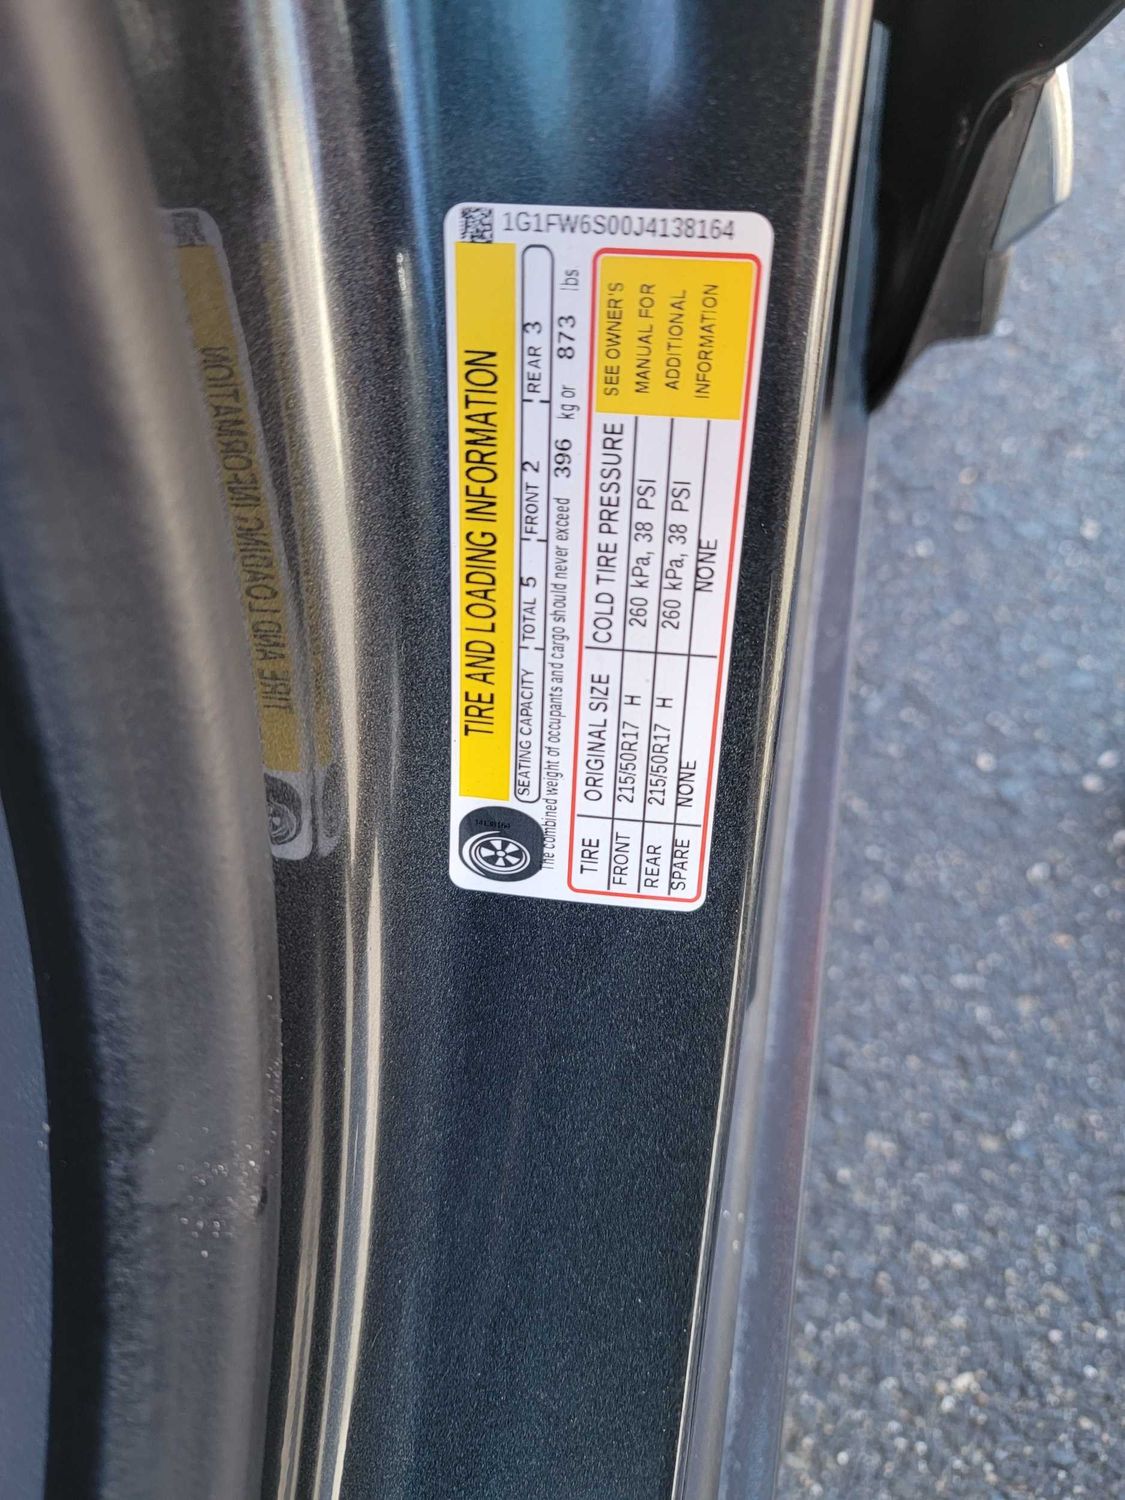 1G1FW6S00J4138164
TIRE AND LOADING INFORMATION
SEATING CAPACITY TOTAL 5 FRONT 2 REAR 3
The combined weight of occupants and cargo should never exceed 396 kg or 873 lbs
TIRE ORIGINAL SIZE COLD TIRE PRESSURE
FRONT 215/50R17 H 260 kPa, 38 PSI
REAR 215/50R17 H 260 kPa, 38 PSI
SPARE NONE NONE
SEE OWNER'S
MANUAL FOR
ADDITIONAL
INFORMATION